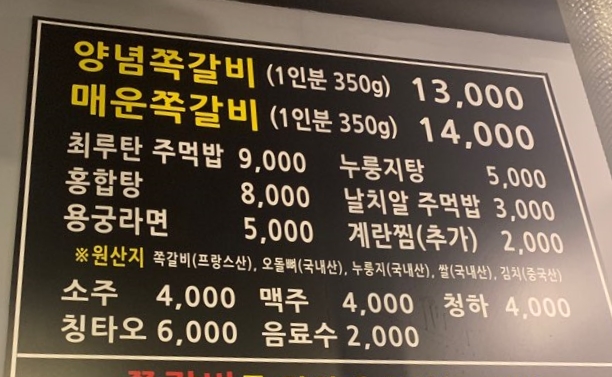 양념쪽갈비 (1인분 350g) 13,000
매운쪽갈비 (1인분 350g) 14,000
최루탄 주먹밥 9,000 누룽지탕 5,000
홍합탕 8,000 날치알 주먹밥 3,000
용궁라면 5,000 계란찜(추가) 2,000
※원산지 쪽갈비(프랑스산), 오돌뼈(국내산), 누룽지(국내산), 쌀(국내산), 김치(중국산)
소주 4,000 맥주 4,000 청하 4,000
칭타오 6,000 음료수 2,000